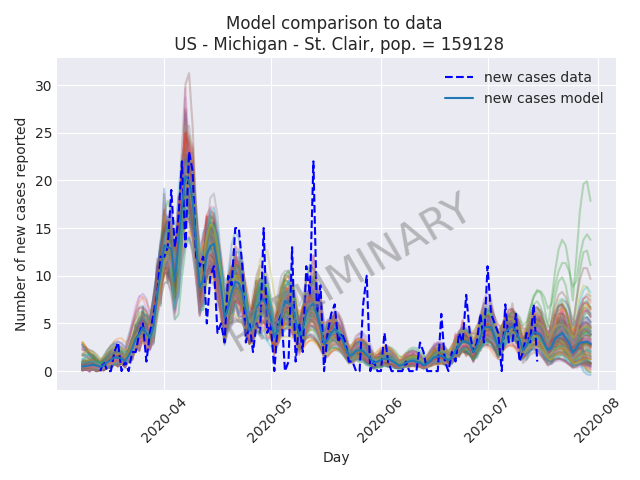 Model comparison to data
US - Michigan - St. Clair, pop. = 159128
new cases data
new cases model
Number of new cases reported
30
25
20
15
10
5
0
2020-04
2020-05
2020-06
2020-07
2020-08
Day